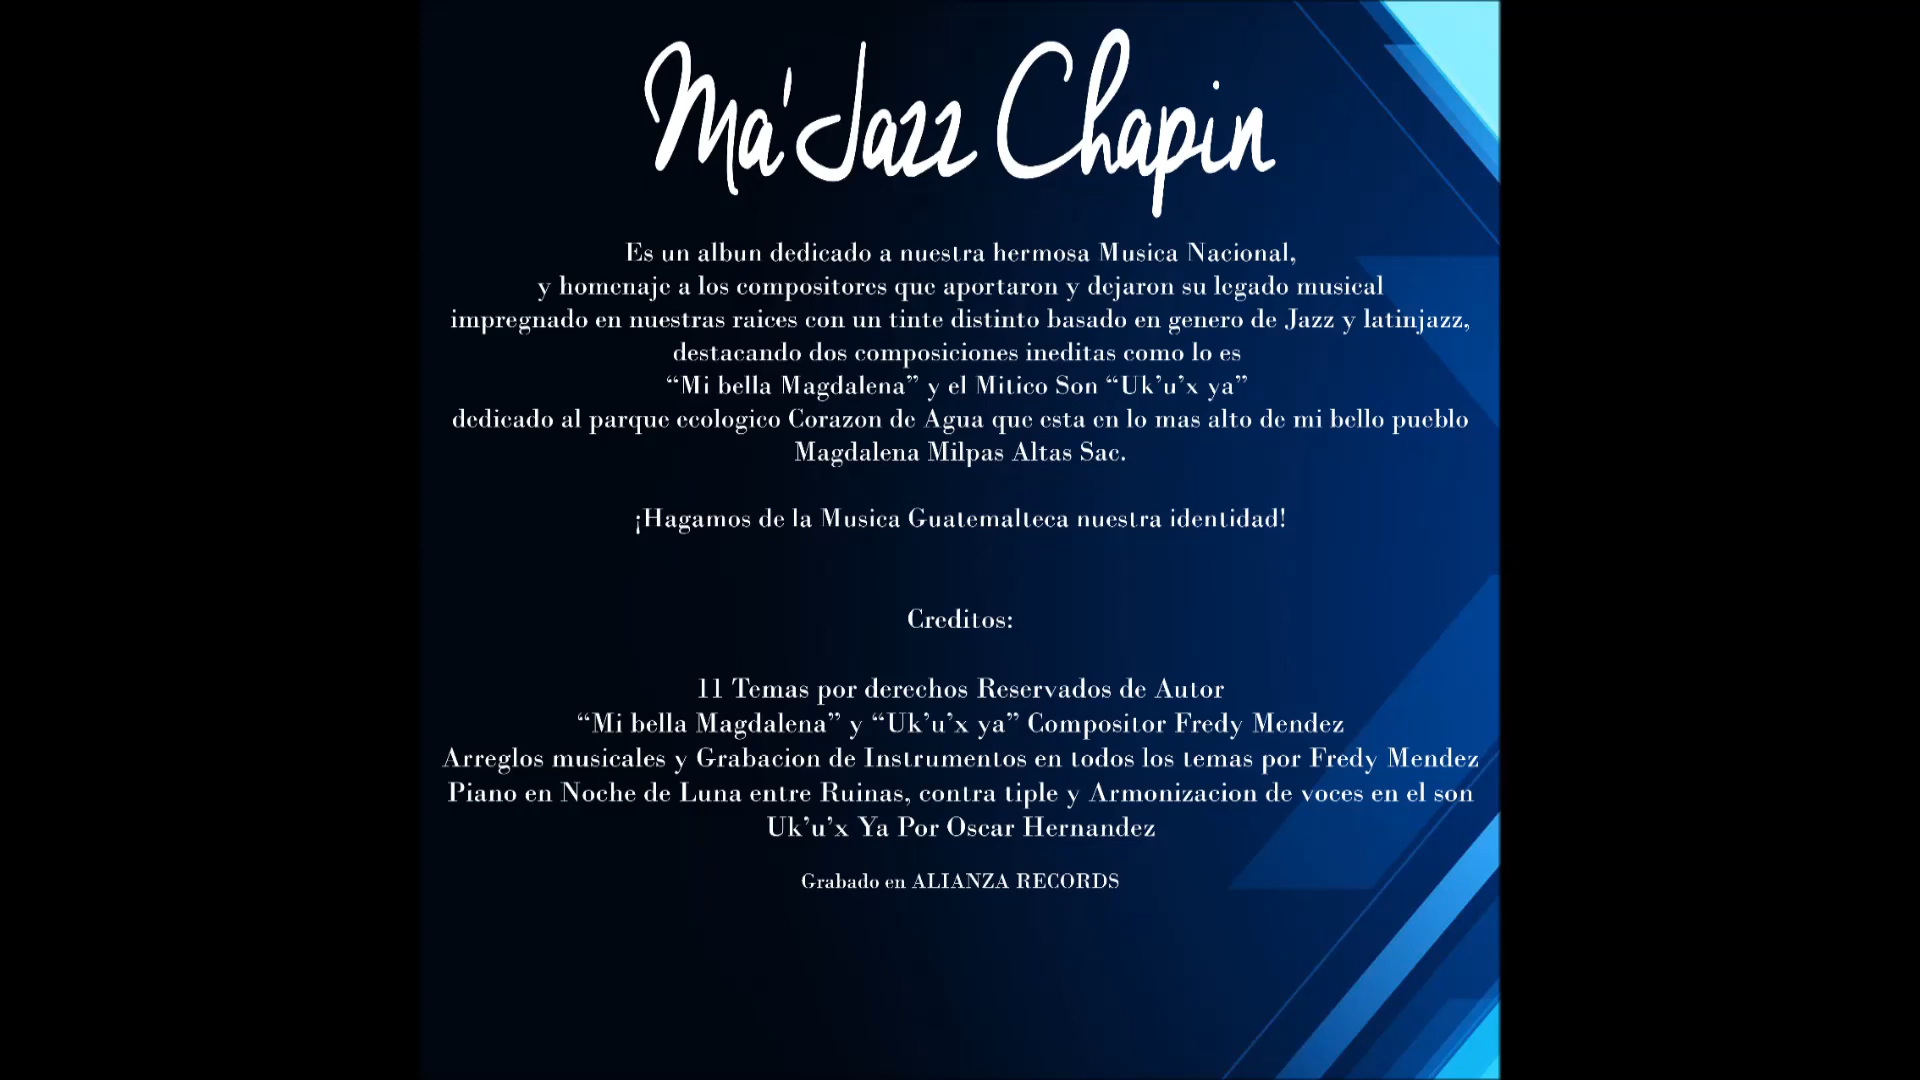 Ma' Jazz Chapin
Es un albun dedicado a nuestra hermosa Musica Nacional,
y homenaje a los compositores que aportaron y dejaron su legado musical
impregnado en nuestras raices con un tinte distinto basado en genero de Jazz y latinjazz,
destacando dos composiciones ineditas como lo es
“Mi bella Magdalena” y el Mitico Son “Uk’u’x ya”
dedicado al parque ecologico Corazon de Agua que esta en lo mas alto de mi bello pueblo
Magdalena Milpas Altas Sac.
¡Hagamos de la Musica Guatemalteca nuestra identidad!
Creditos:
11 Temas por derechos Reservados de Autor
“Mi bella Magdalena” y “Uk’u’x ya” Compositor Fredy Mendez
Arreglos musicales y Grabacion de Instrumentos en todos los temas por Fredy Mendez
Piano en Noche de Luna entre Ruinas, contra tiple y Armonizacion de voces en el son
Uk’u’x Ya Por Oscar Hernandez
Grabado en ALIANZA RECORDS